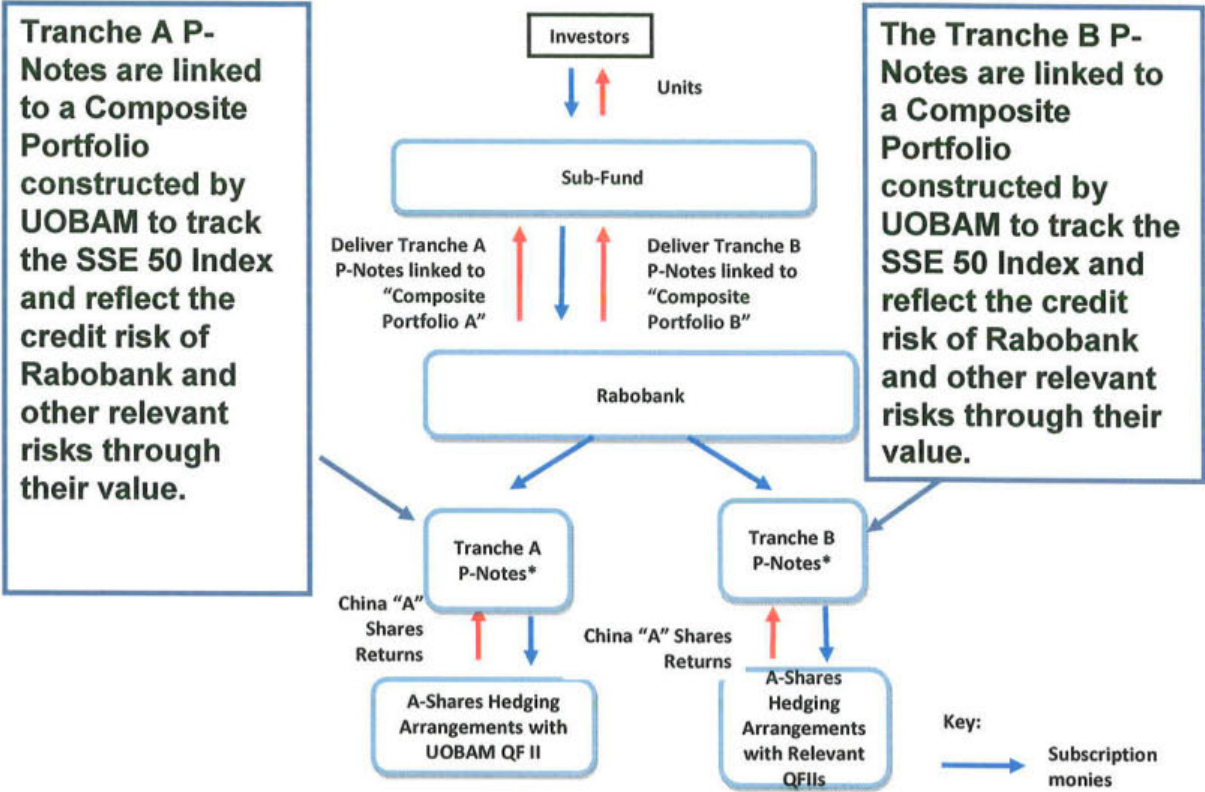 Tranche A P-
Notes are linked
to a Composite
Portfolio
constructed by
UOBAM to track
the SSE 50 Index
and reflect the
credit risk of
Rabobank and
other relevant
risks through
their value.
Investors
Units
The Tranche B P-
Notes are linked to
a Composite
Portfolio
constructed by
UOBAM to track the
SSE 50 Index and
reflect the credit
risk of Rabobank
and other relevant
risks through their
value.
Sub-Fund
Deliver Tranche A
P-Notes linked to
“Composite
Portfolio A”
Deliver Tranche B
P-Notes linked to
“Composite
Portfolio B”
Rabobank
Tranche A
P-Notes*
Tranche B
P-Notes*
China “A”
Shares
Returns
China “A” Shares
Returns
A-Shares Hedging
Arrangements with
UOBAM QF II
A-Shares
Hedging
Arrangements
with Relevant
QFIIs
Key:
Subscription
monies